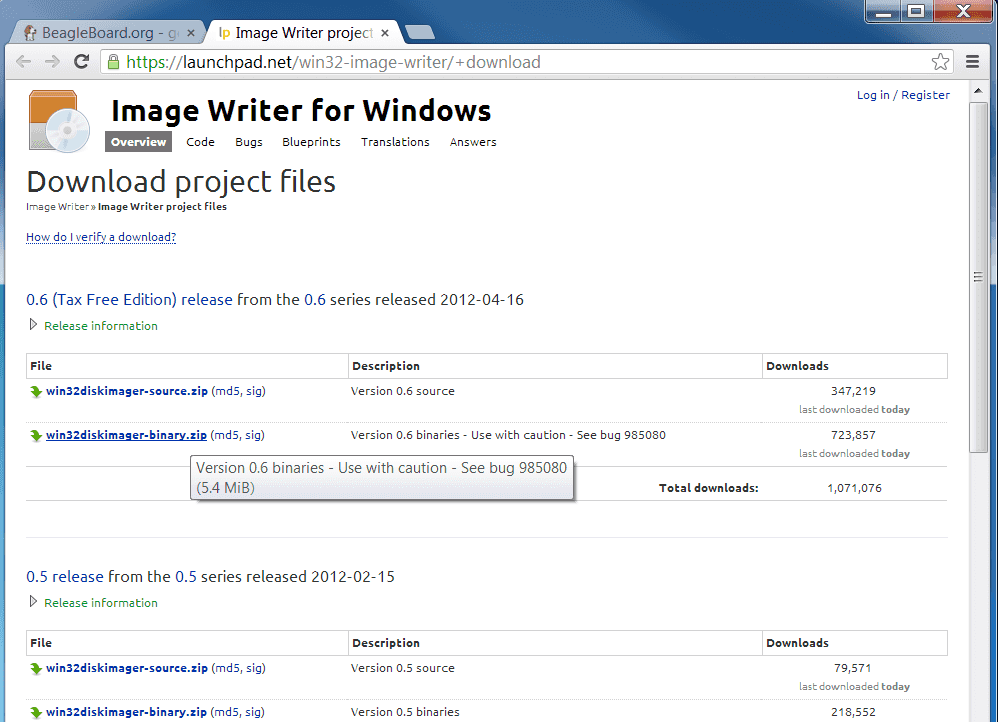 BeagleBoard.org - g
lp Image Writer project
https://launchpad.net/win32-image-writer/+download
Log in / Register
Image Writer for Windows
Overview Code Bugs Blueprints Translations Answers
Download project files
Image Writer » Image Writer project files
How do I verify a download?
0.6 (Tax Free Edition) release from the 0.6 series released 2012-04-16
Release information
File Description Downloads
win32diskimager-source.zip (md5, sig) Version 0.6 source 347,219
last downloaded today
win32diskimager-binary.zip (md5, sig) Version 0.6 binaries - Use with caution - See bug 985080 723,857
last downloaded today
Version 0.6 binaries - Use with caution - See bug 985080
(5.4 MiB)
Total downloads: 1,071,076
0.5 release from the 0.5 series released 2012-02-15
Release information
File Description Downloads
win32diskimager-source.zip (md5, sig) Version 0.5 source 79,571
last downloaded today
win32diskimager-binary.zip (md5, sig) Version 0.5 binaries 218,552